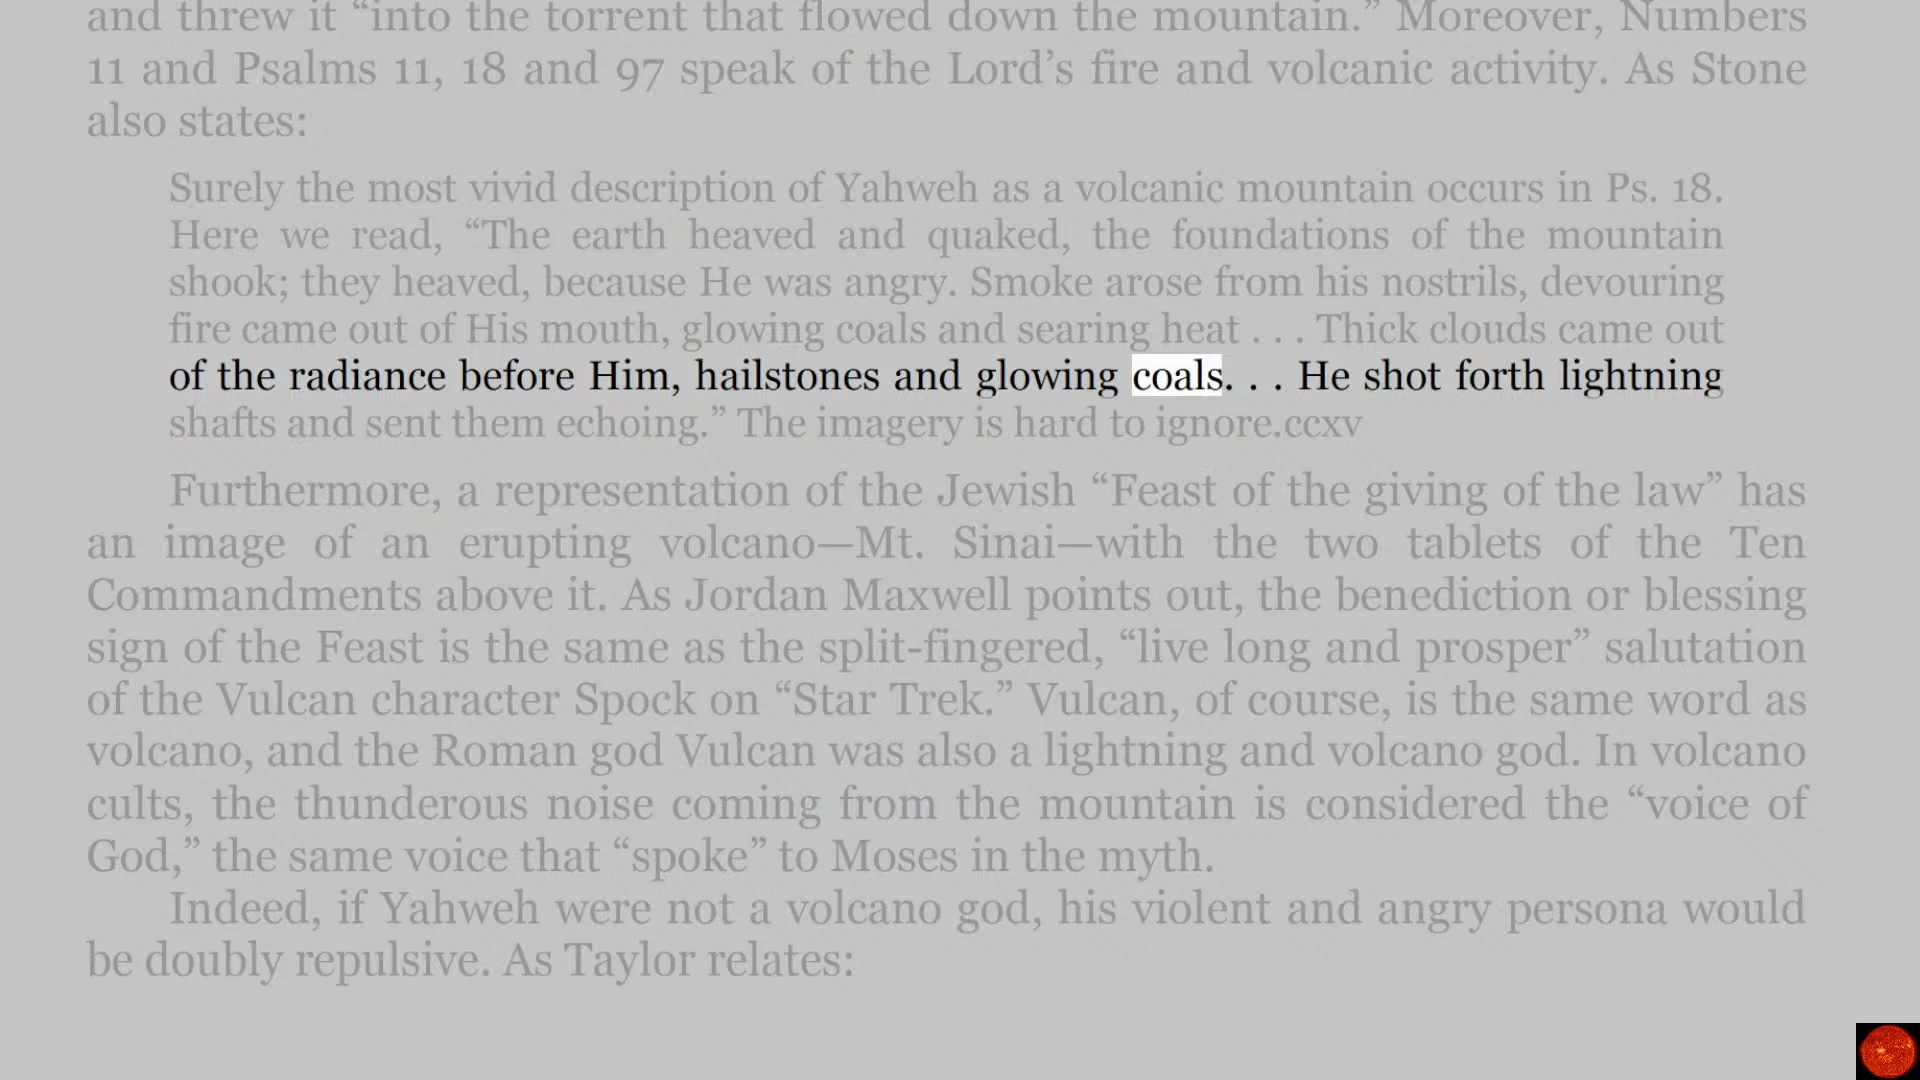 and threw it “into the torrent that flowed down the mountain.” Moreover, Numbers
11 and Psalms 11, 18 and 97 speak of the Lord’s fire and volcanic activity. As Stone
also states:
Surely the most vivid description of Yahweh as a volcanic mountain occurs in Ps. 18.
Here we read, “The earth heaved and quaked, the foundations of the mountain
shook; they heaved, because He was angry. Smoke arose from his nostrils, devouring
fire came out of His mouth, glowing coals and searing heat . . . Thick clouds came out
of the radiance before Him, hailstones and glowing coals. . . He shot forth lightning
shafts and sent them echoing.” The imagery is hard to ignore.ccxv
Furthermore, a representation of the Jewish “Feast of the giving of the law” has
an image of an erupting volcano—Mt. Sinai—with the two tablets of the Ten
Commandments above it. As Jordan Maxwell points out, the benediction or blessing
sign of the Feast is the same as the split-fingered, “live long and prosper” salutation
of the Vulcan character Spock on “Star Trek.” Vulcan, of course, is the same word as
volcano, and the Roman god Vulcan was also a lightning and volcano god. In volcano
cults, the thunderous noise coming from the mountain is considered the “voice of
God,” the same voice that “spoke” to Moses in the myth.
Indeed, if Yahweh were not a volcano god, his violent and angry persona would
be doubly repulsive. As Taylor relates: